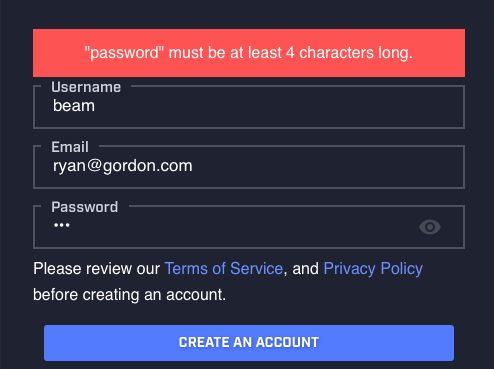 "password" must be at least 4 characters long.
Username
beam
Email
ryan@gordon.com
Password
•••
Please review our Terms of Service, and Privacy Policy
before creating an account.
CREATE AN ACCOUNT